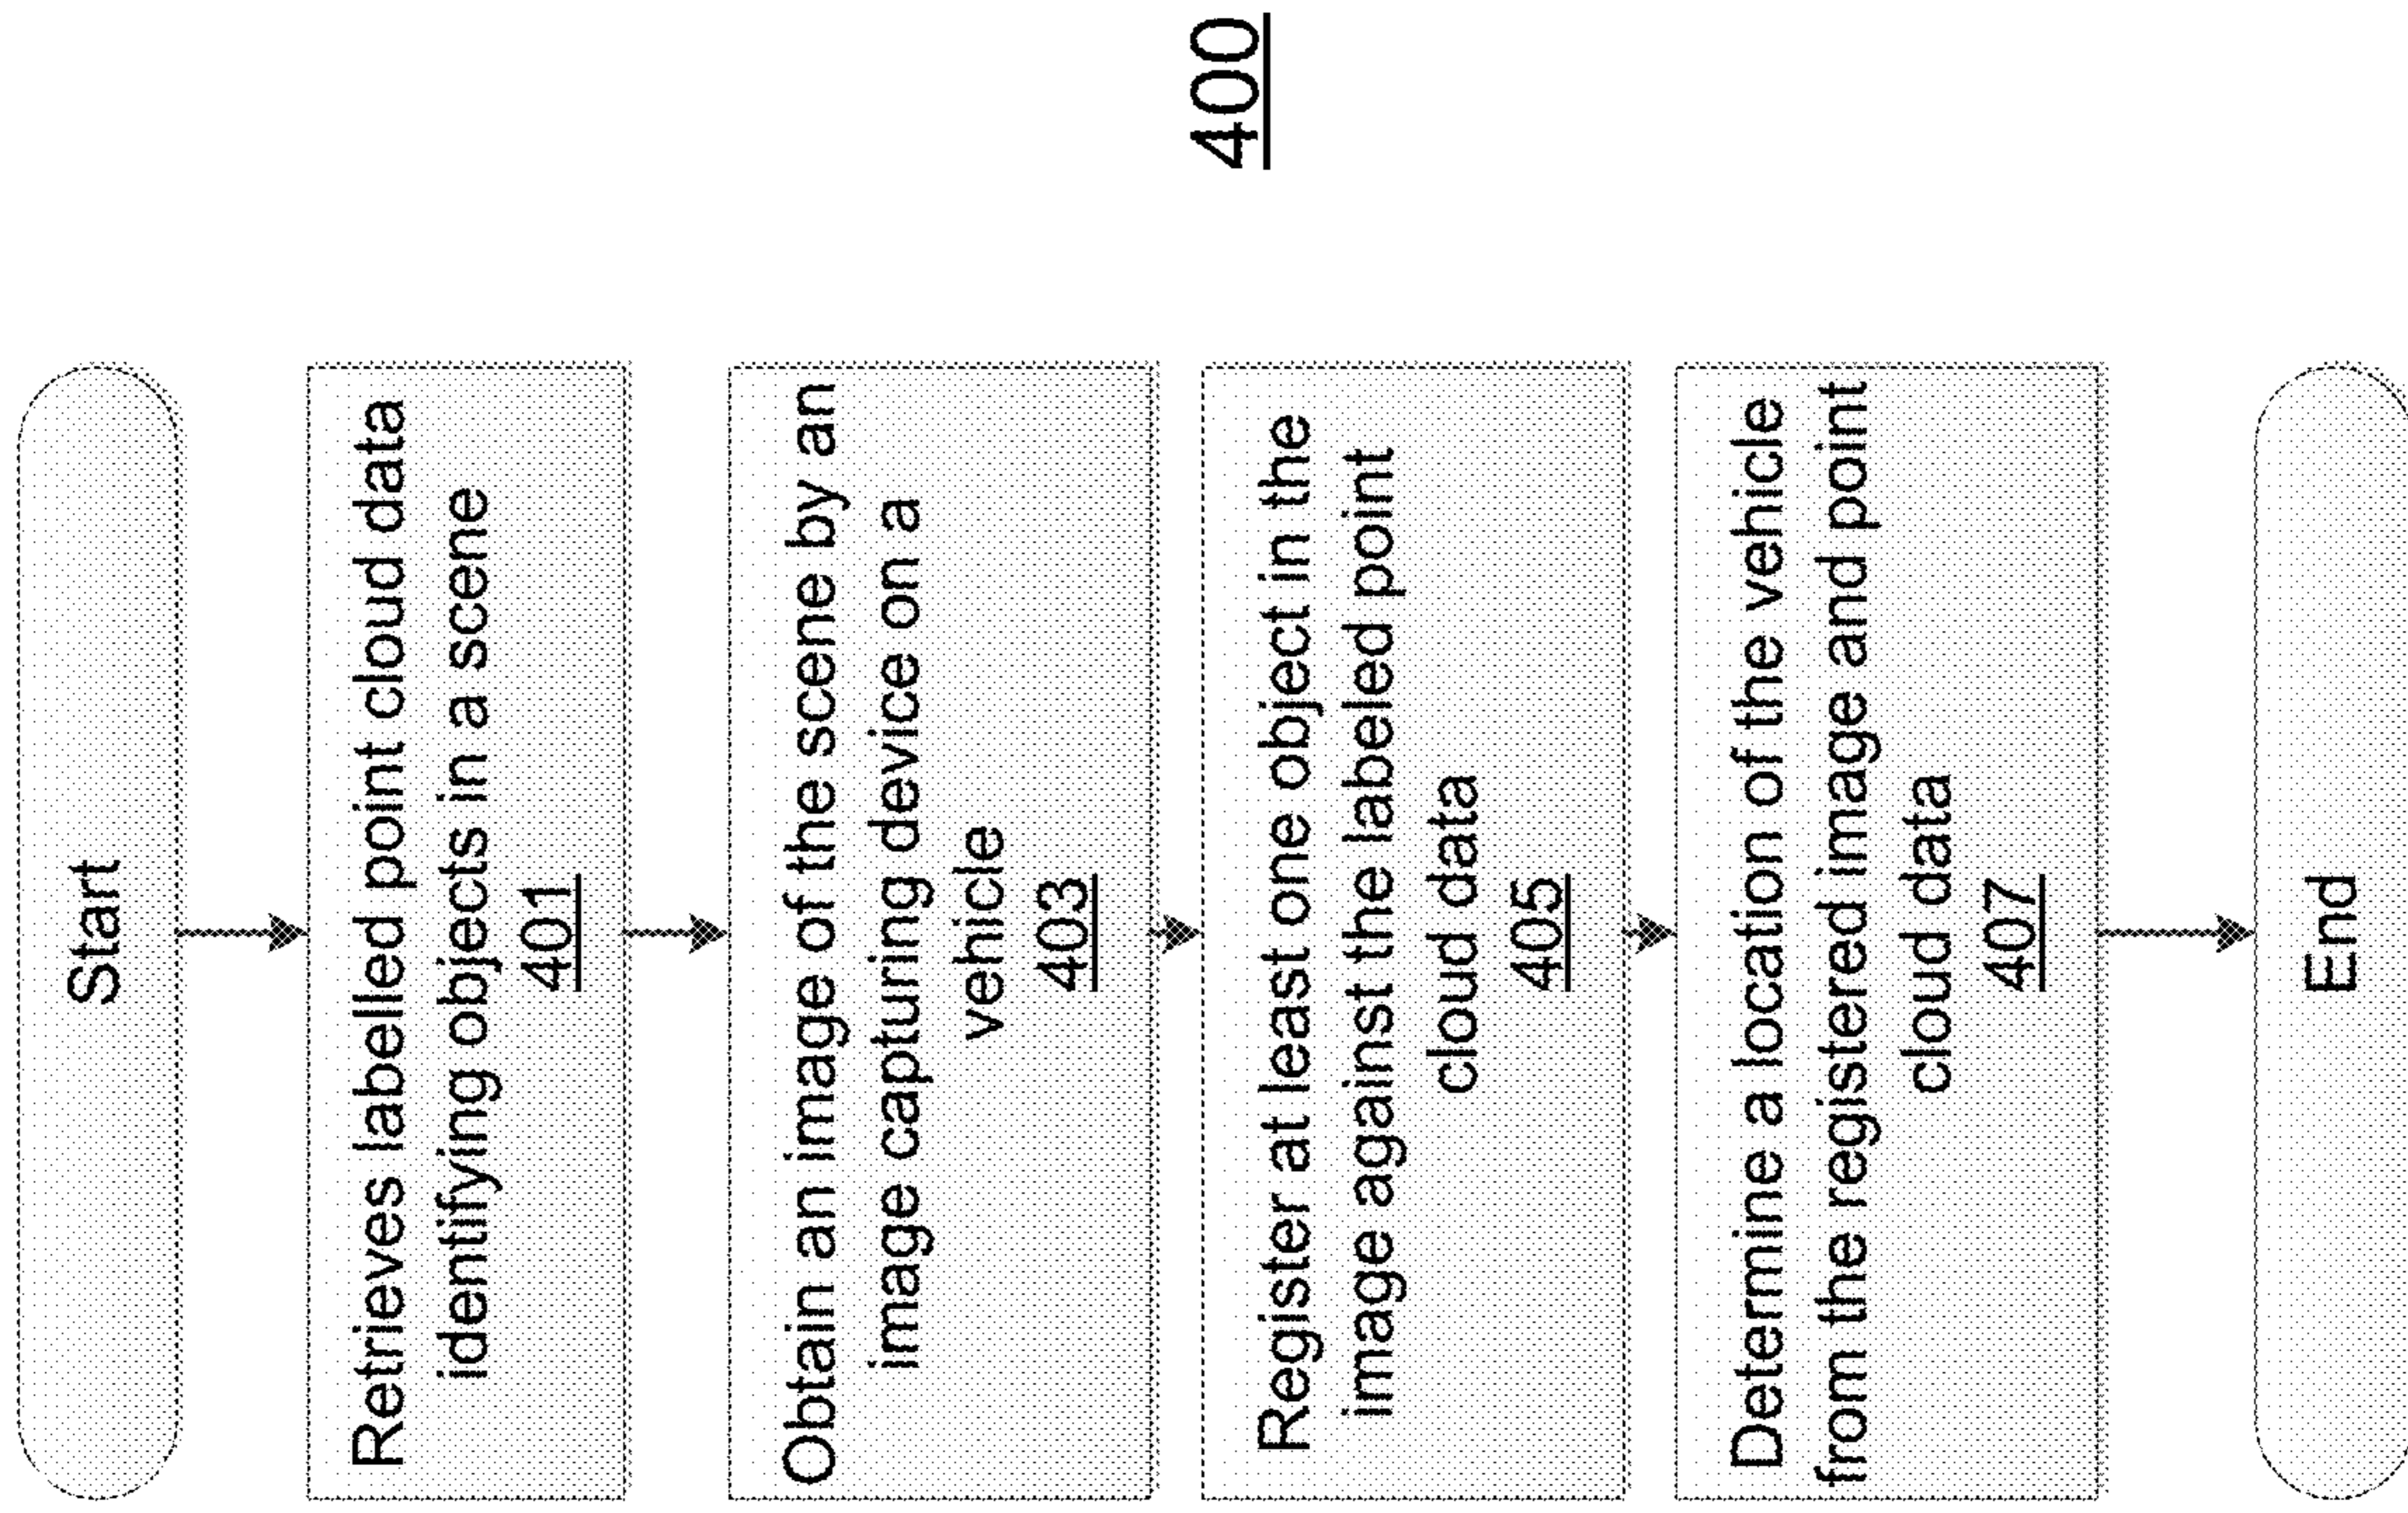 Start
Retrieves labelled point cloud data
identifying objects in a scene
401
Obtain an image of the scene by an
image capturing device on a
vehicle
403
Register at least one object in the
image against the labeled point
cloud data
405
Determine a location of the vehicle
from the registered image and point
cloud data
407
End
400